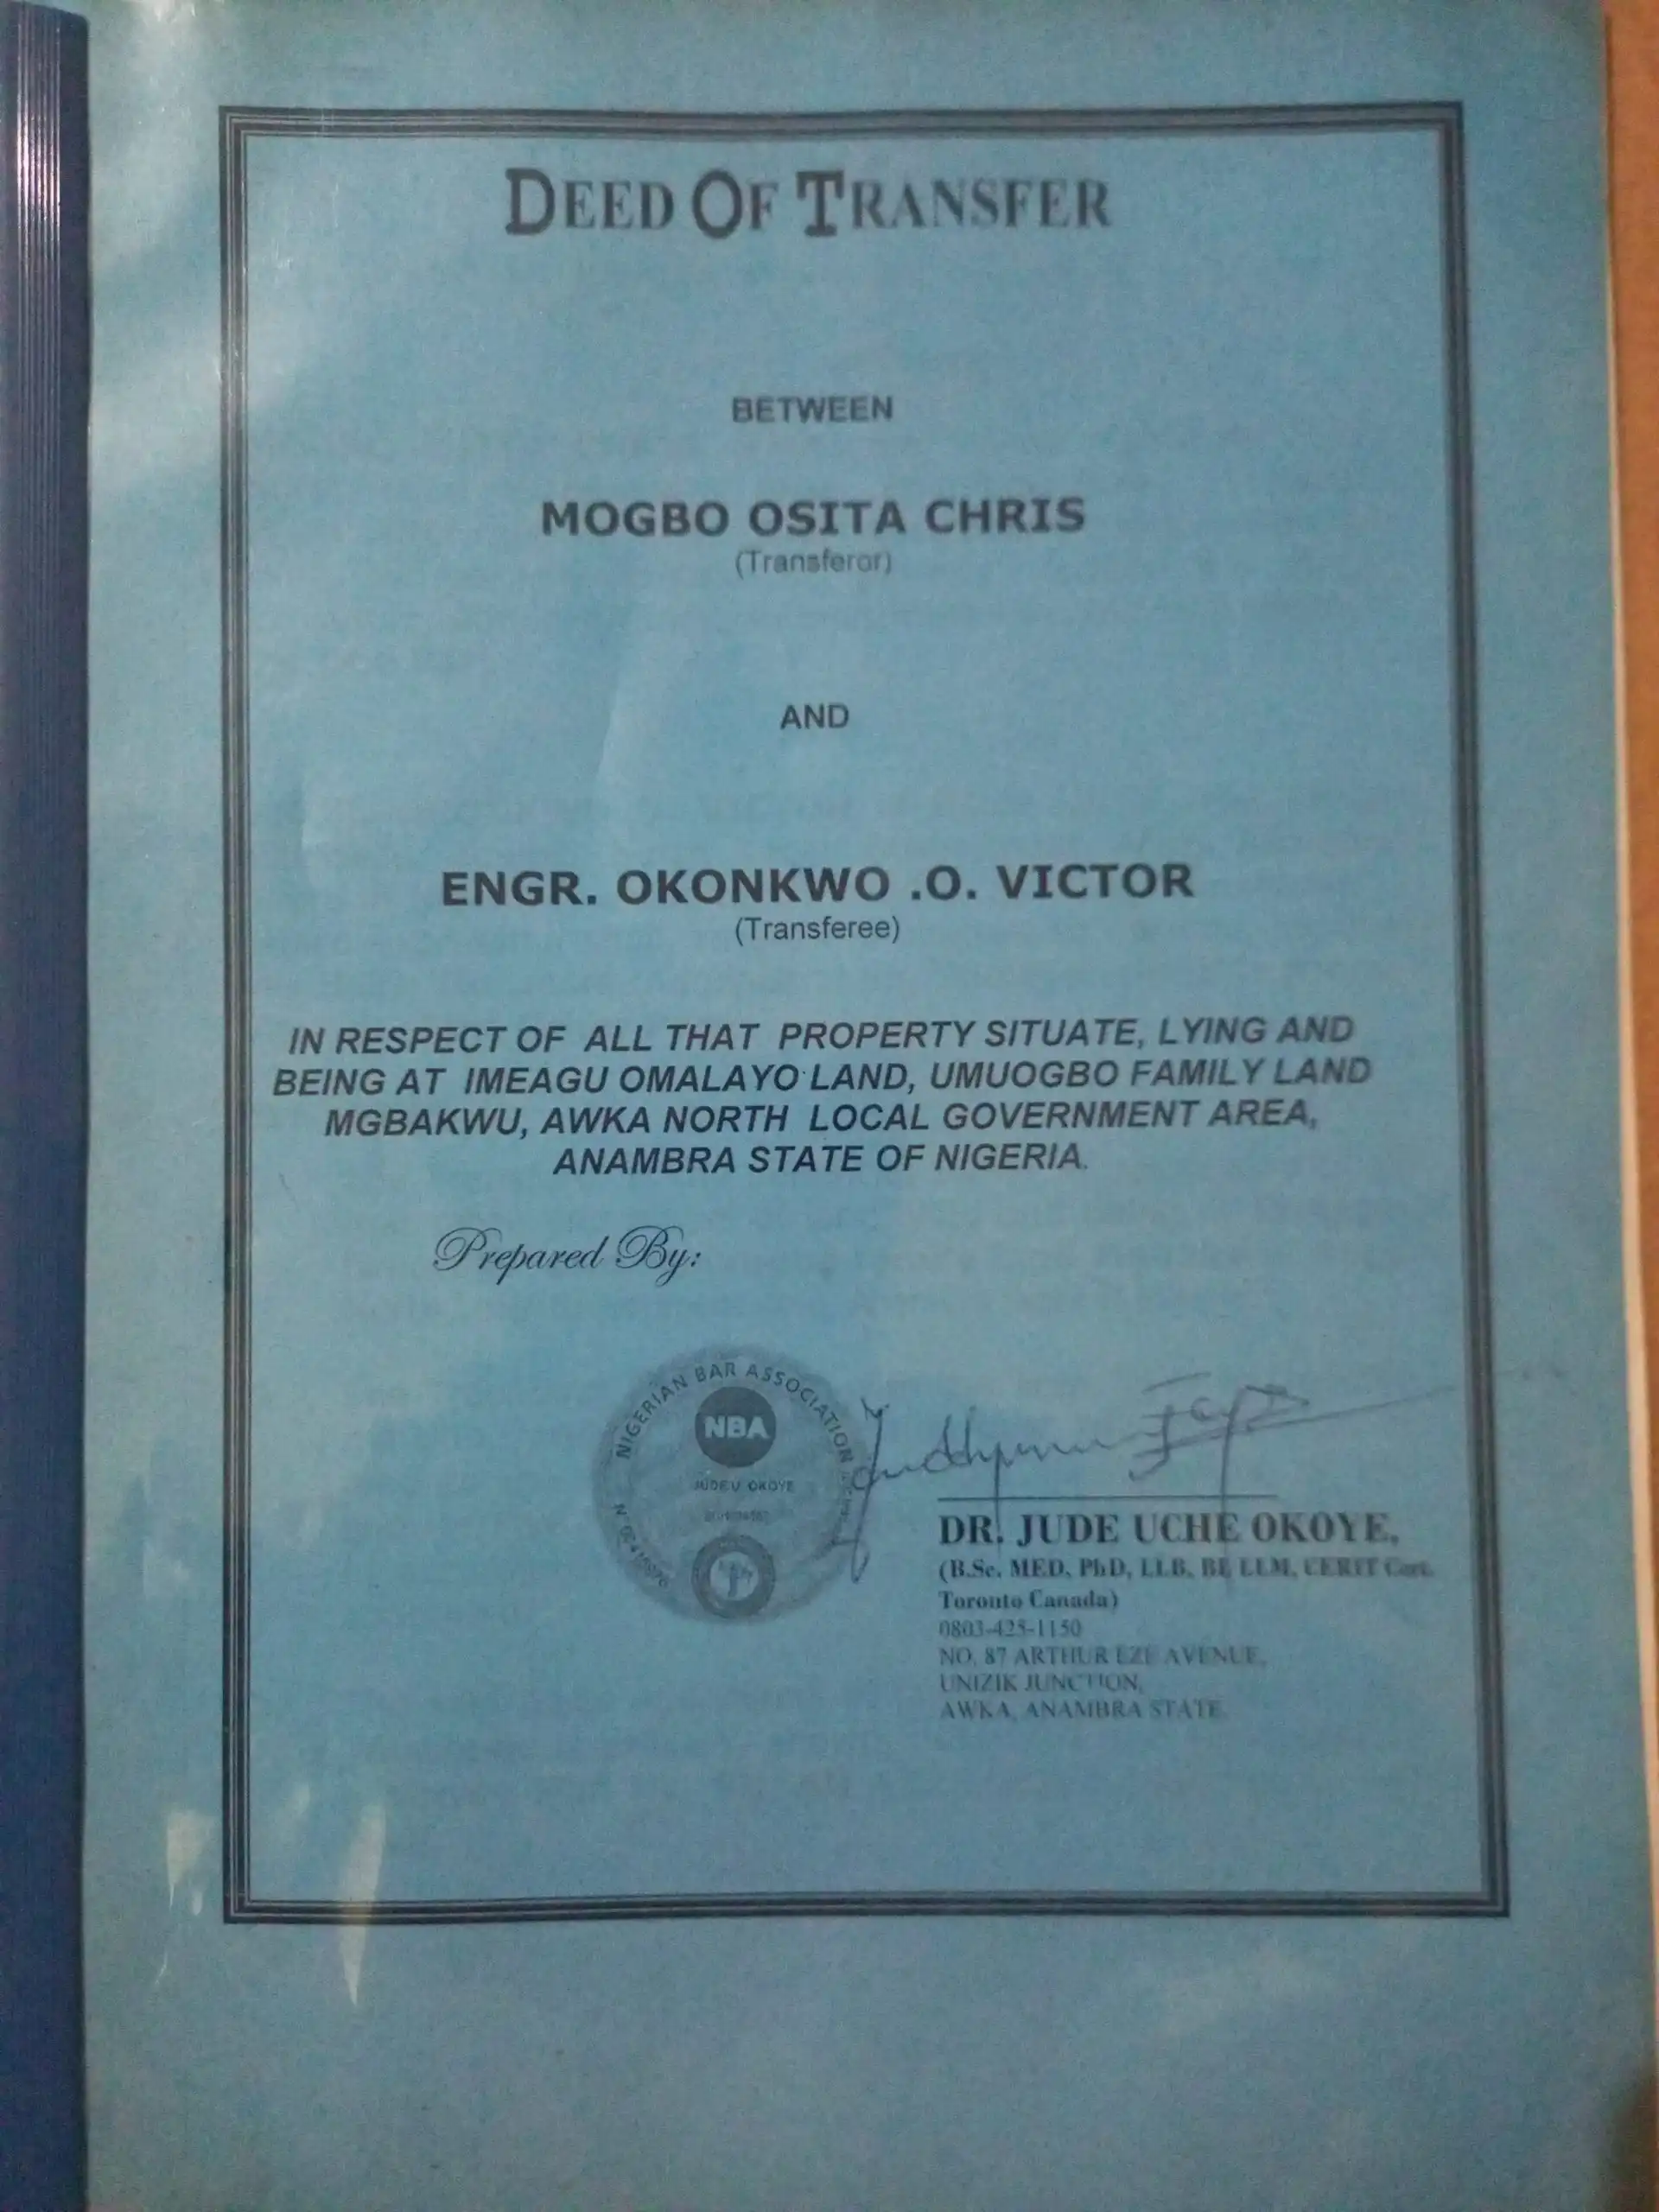 DEED OF TRANSFER
BETWEEN
MOGBO OSITA CHRIS
(Transferor)
AND
ENGR. OKONKWO .O. VICTOR
(Transferee)
IN RESPECT OF ALL THAT PROPERTY SITUATE, LYING AND
BEING AT IMEAGU OMALAYO LAND, UMUOGBO FAMILY LAND
MGBAKWU, AWKA NORTH LOCAL GOVERNMENT AREA,
ANAMBRA STATE OF NIGERIA.
Prepared By:
NIGERIAN BAR ASSOCIATION
NBA
JUDE U OKOYE
DR. JUDE UCHE OKOYE,
(B.Sc. MED, PhD, LLB, BL LLM, CERIT Cert.
Toronto Canada)
0803-425-1150
NO. 87 ARTHUR EZE AVENUE,
UNIZIK JUNCTION,
AWKA, ANAMBRA STATE.